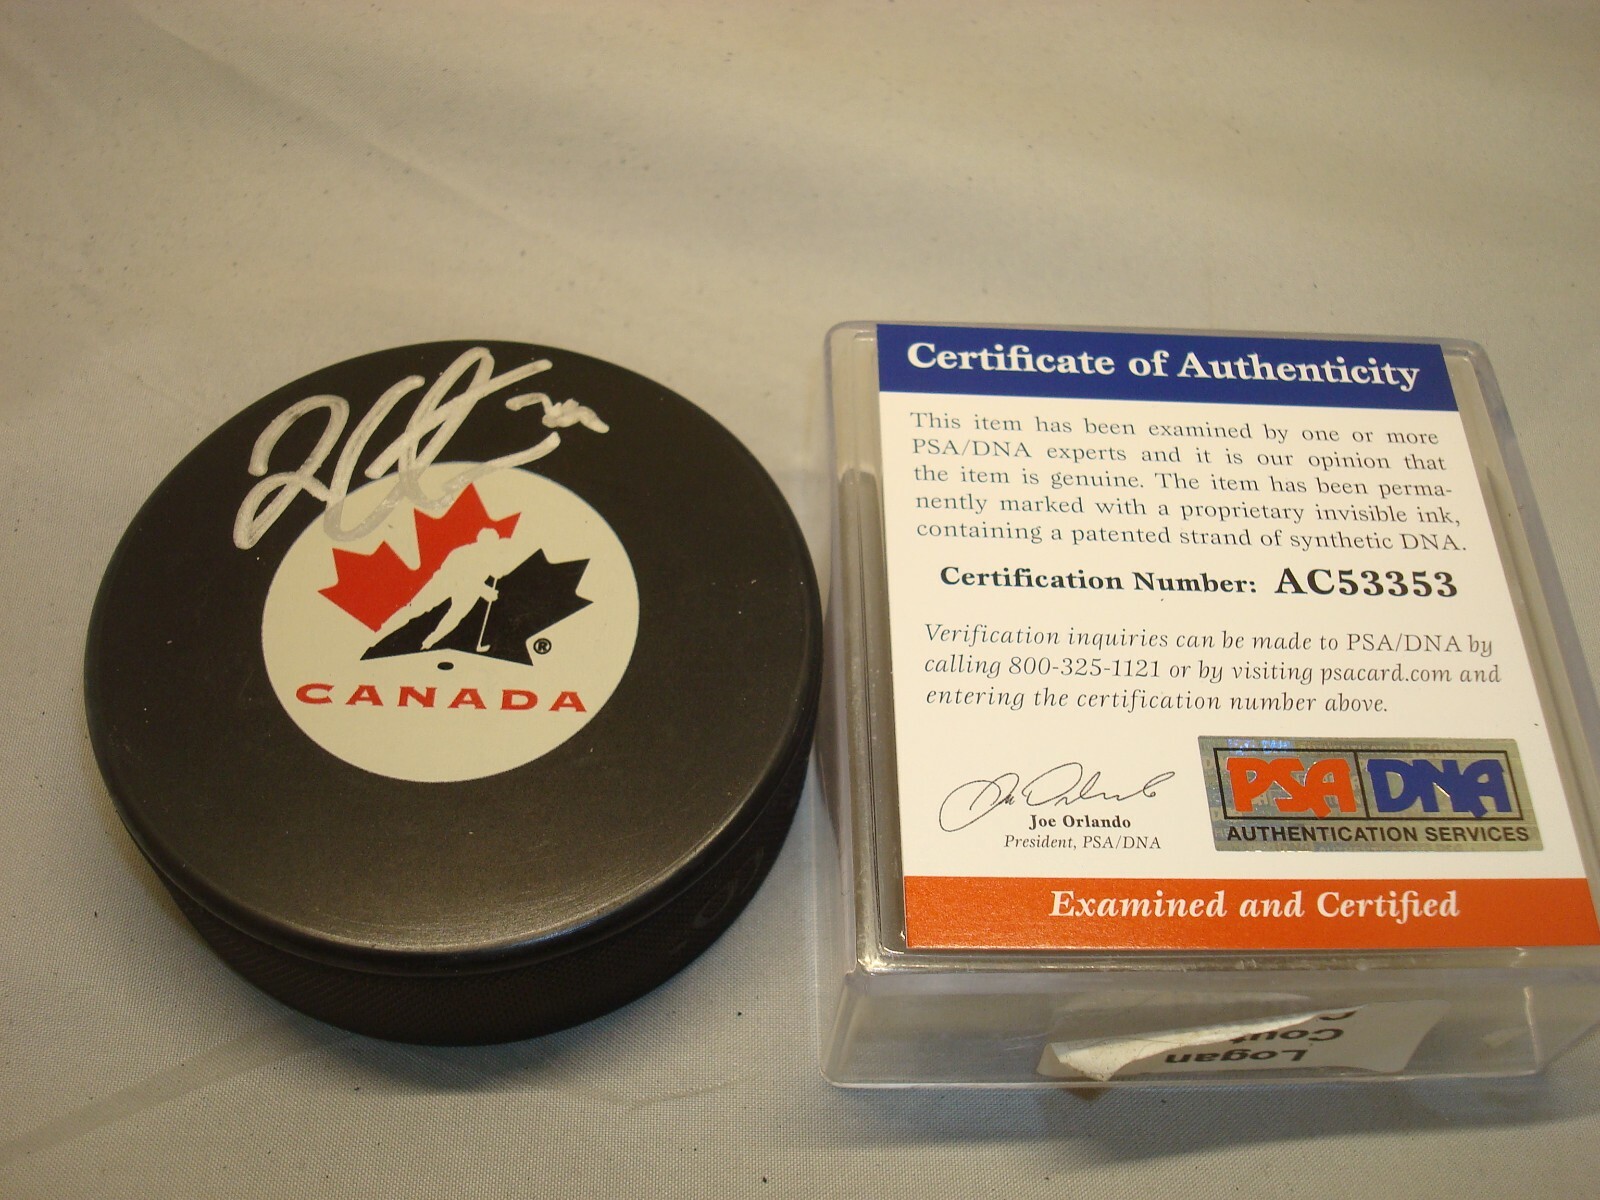 CANADA
®
Certificate of Authenticity
This item has been examined by one or more
PSA/DNA experts and it is our opinion that
the item is genuine. The item has been perma-
nently marked with a proprietary invisible ink,
containing a patented strand of synthetic DNA.
Certification Number: AC53353
Verification inquiries can be made to PSA/DNA by
calling 800-325-1121 or by visiting psacard.com and
entering the certification number above.
Joe Orlando
President, PSA/DNA
PSA DNA
AUTHENTICATION SERVICES
Examined and Certified
Logan